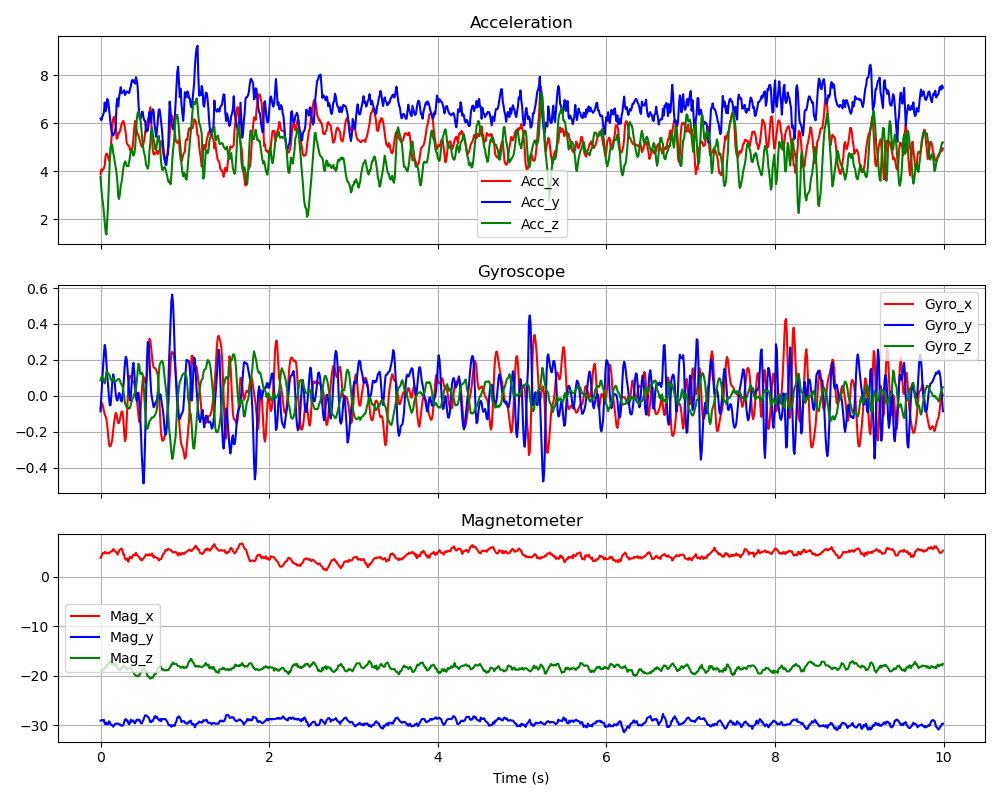 Acceleration
8
6
4
2
Acc_x
Acc_y
Acc_z
Gyroscope
0.6
0.4
0.2
0.0
−0.2
−0.4
Gyro_x
Gyro_y
Gyro_z
Magnetometer
0
−10
−20
−30
Mag_x
Mag_y
Mag_z
0 2 4 6 8 10
Time (s)